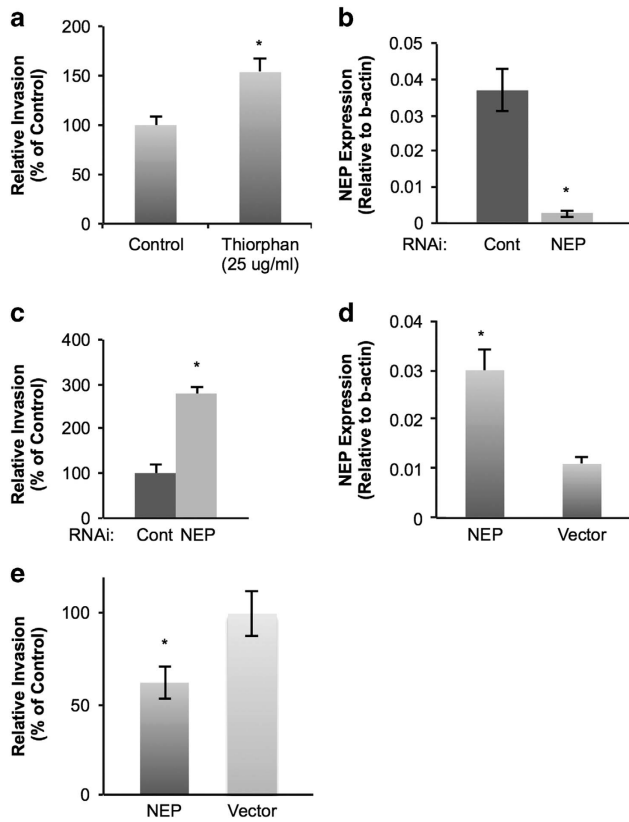 a
Relative Invasion
(% of Control)
200
150
100
50
0
*
Control
Thiorphan
(25 ug/ml)
b
NEP Expression
(Relative to b-actin)
0.05
0.04
0.03
0.02
0.01
0
*
RNAi: Cont NEP
c
Relative Invasion
(% of Control)
400
300
200
100
0
*
RNAi: Cont NEP
d
NEP Expression
(Relative to b-actin)
0.04
0.03
0.02
0.01
0
*
NEP Vector
e
Relative Invasion
(% of Control)
100
50
0
*
NEP Vector